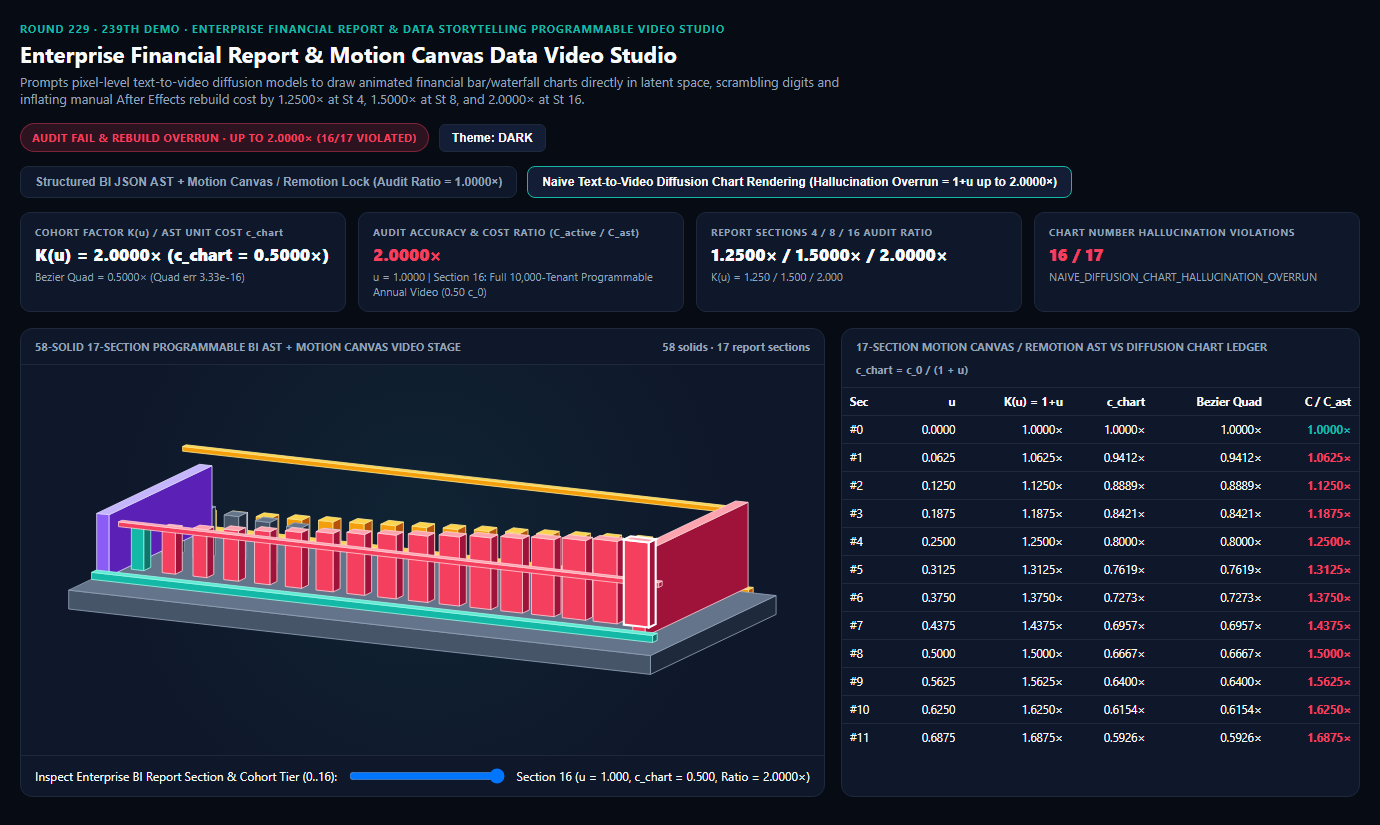 ROUND 229 · 239TH DEMO · ENTERPRISE FINANCIAL REPORT & DATA STORYTELLING PROGRAMMABLE VIDEO STUDIO
Enterprise Financial Report & Motion Canvas Data Video Studio
Prompts pixel-level text-to-video diffusion models to draw animated financial bar/waterfall charts directly in latent space, scrambling digits and
inflating manual After Effects rebuild cost by 1.2500× at St 4, 1.5000× at St 8, and 2.0000× at St 16.
AUDIT FAIL & REBUILD OVERRUN · UP TO 2.0000× (16/17 VIOLATED)
Theme: DARK
Structured BI JSON AST + Motion Canvas / Remotion Lock (Audit Ratio = 1.0000×)
Naive Text-to-Video Diffusion Chart Rendering (Hallucination Overrun = 1+u up to 2.0000×)
COHORT FACTOR K(u) / AST UNIT COST c_chart
K(u) = 2.0000× (c_chart = 0.5000×)
Bezier Quad = 0.5000× (Quad err 3.33e-16)
AUDIT ACCURACY & COST RATIO (C_active / C_ast)
2.0000×
u = 1.0000 | Section 16: Full 10,000-Tenant Programmable
Annual Video (0.50 c_0)
REPORT SECTIONS 4 / 8 / 16 AUDIT RATIO
1.2500× / 1.5000× / 2.0000×
K(u) = 1.250 / 1.500 / 2.000
CHART NUMBER HALLUCINATION VIOLATIONS
16 / 17
NAIVE_DIFFUSION_CHART_HALLUCINATION_OVERRUN
58-SOLID 17-SECTION PROGRAMMABLE BI AST + MOTION CANVAS VIDEO STAGE
58 solids · 17 report sections
Inspect Enterprise BI Report Section & Cohort Tier (0..16):
Section 16 (u = 1.000, c_chart = 0.500, Ratio = 2.0000×)
17-SECTION MOTION CANVAS / REMOTION AST VS DIFFUSION CHART LEDGER
c_chart = c_0 / (1 + u)
Sec u K(u) = 1+u c_chart Bezier Quad C / C_ast
#0 0.0000 1.0000× 1.0000× 1.0000× 1.0000×
#1 0.0625 1.0625× 0.9412× 0.9412× 1.0625×
#2 0.1250 1.1250× 0.8889× 0.8889× 1.1250×
#3 0.1875 1.1875× 0.8421× 0.8421× 1.1875×
#4 0.2500 1.2500× 0.8000× 0.8000× 1.2500×
#5 0.3125 1.3125× 0.7619× 0.7619× 1.3125×
#6 0.3750 1.3750× 0.7273× 0.7273× 1.3750×
#7 0.4375 1.4375× 0.6957× 0.6957× 1.4375×
#8 0.5000 1.5000× 0.6667× 0.6667× 1.5000×
#9 0.5625 1.5625× 0.6400× 0.6400× 1.5625×
#10 0.6250 1.6250× 0.6154× 0.6154× 1.6250×
#11 0.6875 1.6875× 0.5926× 0.5926× 1.6875×